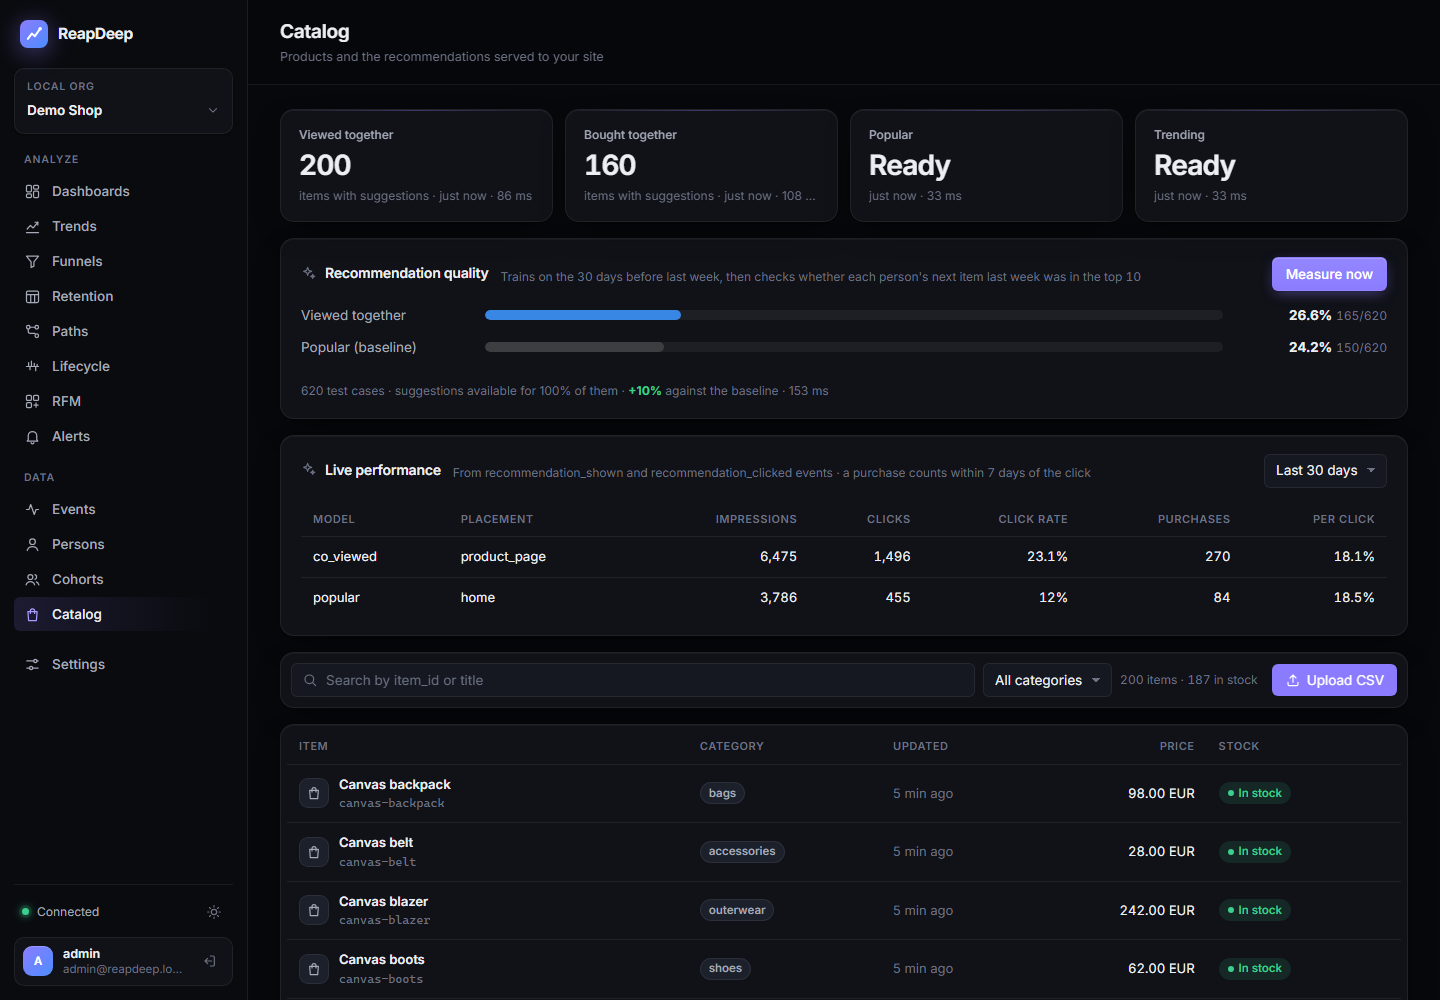 ReapDeep
LOCAL ORG
Demo Shop
ANALYZE
Dashboards
Trends
Funnels
Retention
Paths
Lifecycle
RFM
Alerts
DATA
Events
Persons
Cohorts
Catalog
Settings
Connected
A
admin
admin@reapdeep.lo...
Catalog
Products and the recommendations served to your site
Viewed together
200
items with suggestions · just now · 86 ms
Bought together
160
items with suggestions · just now · 108 ...
Popular
Ready
just now · 33 ms
Trending
Ready
just now · 33 ms
Recommendation quality Trains on the 30 days before last week, then checks whether each person's next item last week was in the top 10
Measure now
Viewed together 26.6% 165/620
Popular (baseline) 24.2% 150/620
620 test cases · suggestions available for 100% of them · +10% against the baseline · 153 ms
Live performance From recommendation_shown and recommendation_clicked events · a purchase counts within 7 days of the click
Last 30 days
MODEL PLACEMENT IMPRESSIONS CLICKS CLICK RATE PURCHASES PER CLICK
co_viewed product_page 6,475 1,496 23.1% 270 18.1%
popular home 3,786 455 12% 84 18.5%
Search by item_id or title
All categories
200 items · 187 in stock
Upload CSV
ITEM CATEGORY UPDATED PRICE STOCK
Canvas backpack
canvas-backpack
bags 5 min ago 98.00 EUR In stock
Canvas belt
canvas-belt
accessories 5 min ago 28.00 EUR In stock
Canvas blazer
canvas-blazer
outerwear 5 min ago 242.00 EUR In stock
Canvas boots
canvas-boots
shoes 5 min ago 62.00 EUR In stock